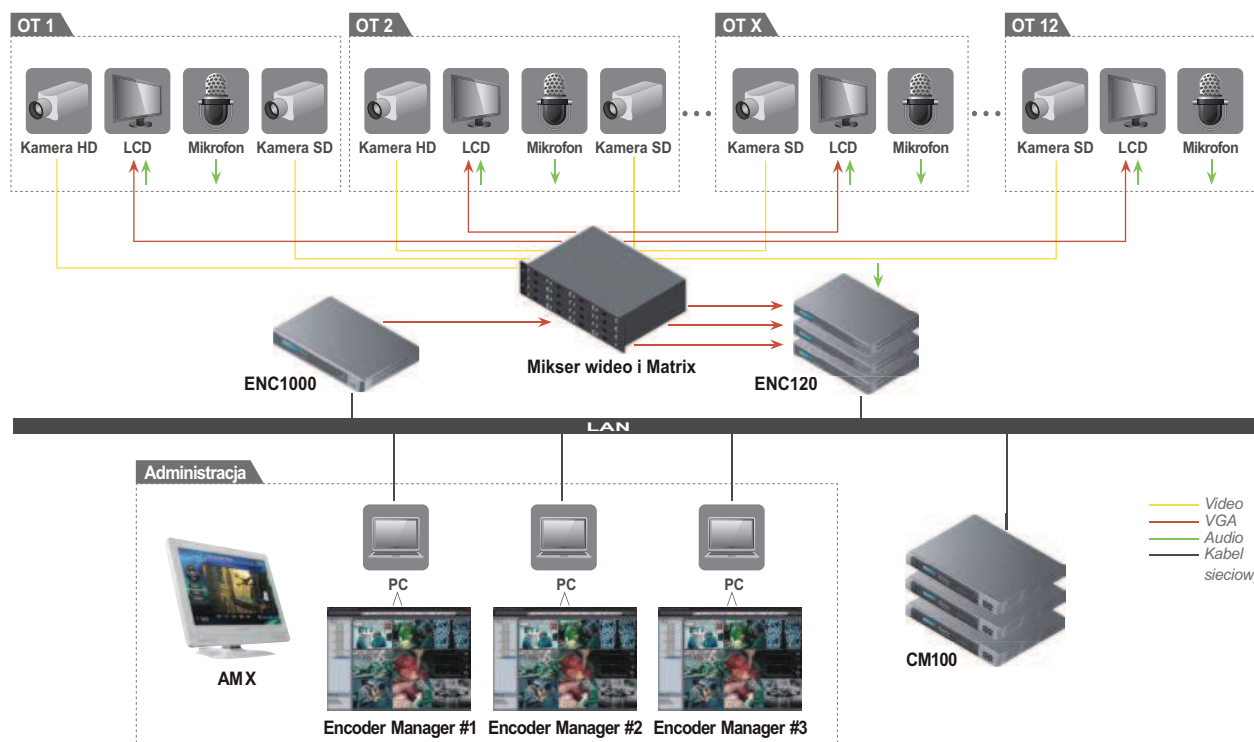 OT 1
OT 2
OT X
OT 12
Kamera HD LCD Mikrofon Kamera SD
Kamera HD LCD Mikrofon Kamera SD
Kamera SD LCD Mikrofon
Kamera SD LCD Mikrofon
Mikser wideo i Matrix
ENC1000
ENC120
LAN
Administracja
Video
VGA
Audio
Kabel
sieciow
PC
PC
PC
AMX
CM100
Encoder Manager #1
Encoder Manager #2
Encoder Manager #3